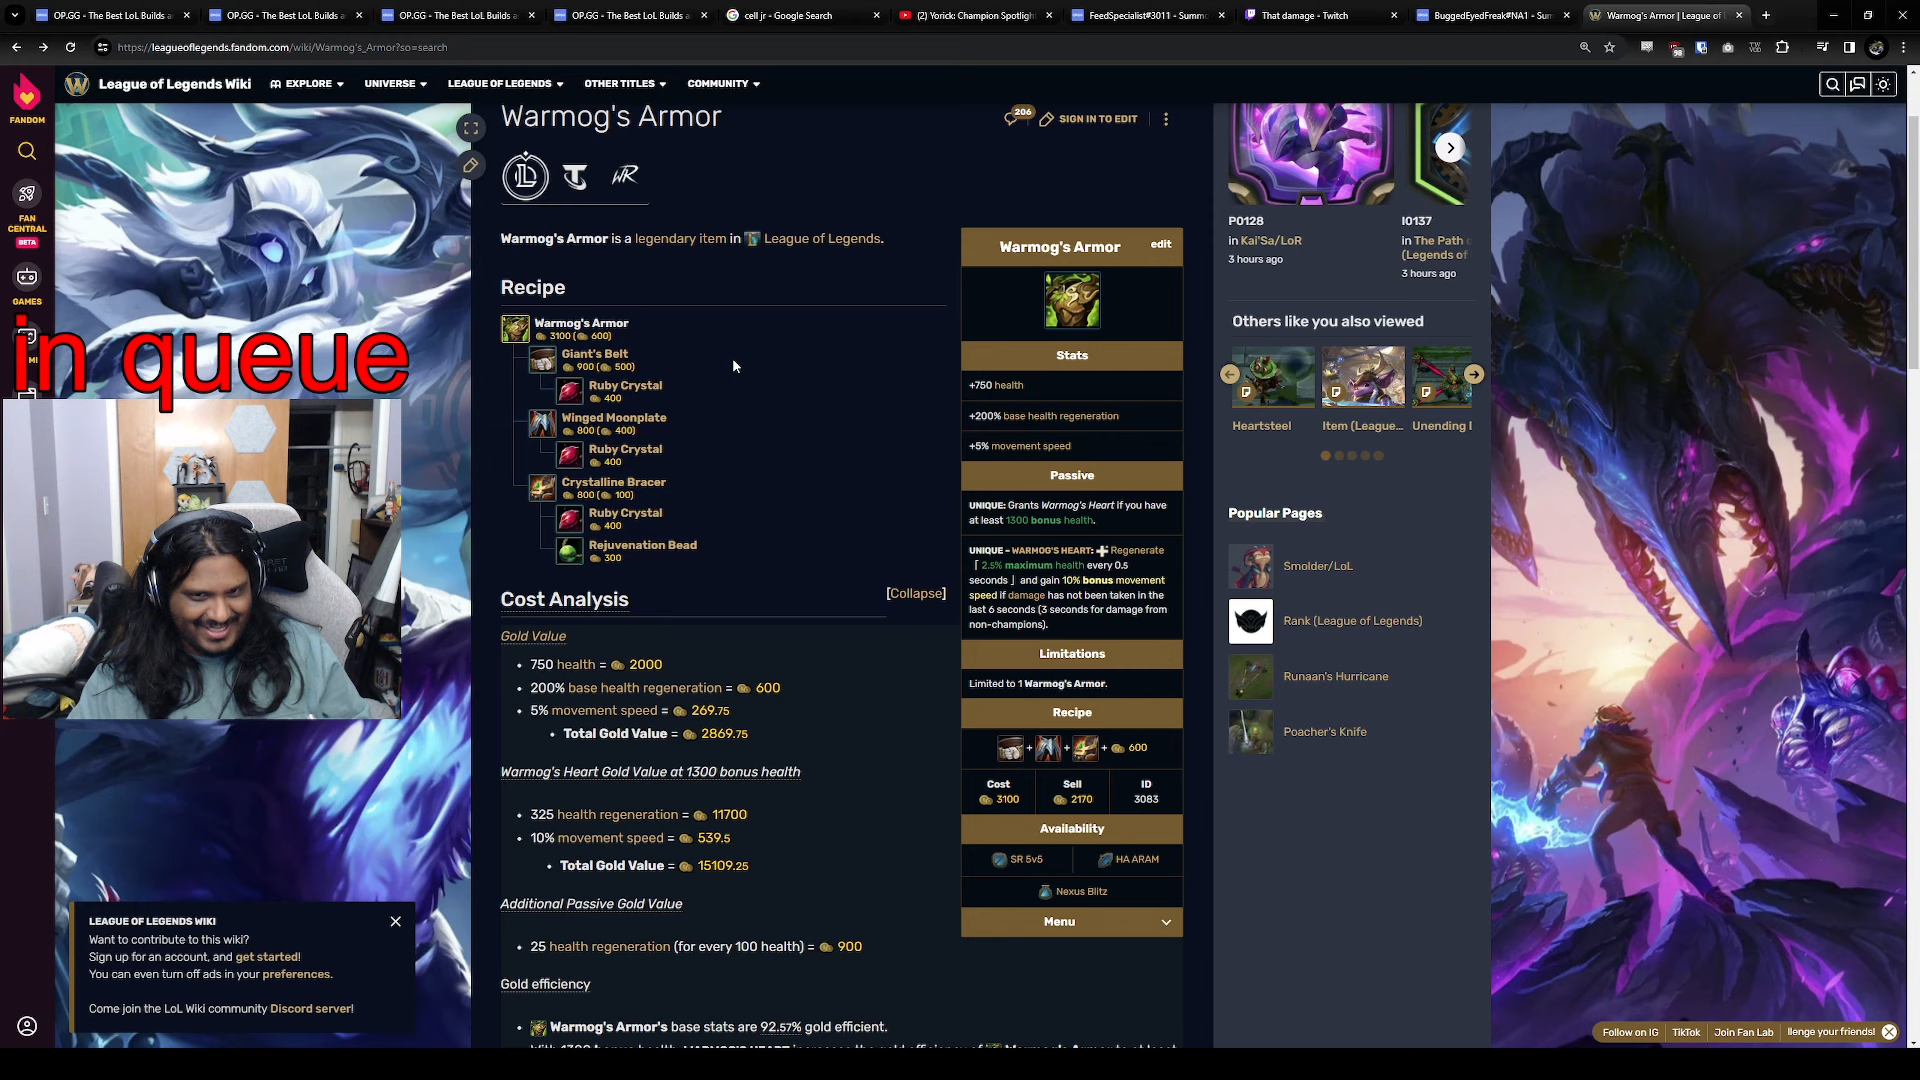 OP.GG - The Best LoL Builds a
OP.GG - The Best LoL Builds a
OP.GG - The Best LoL Builds a
OP.GG - The Best LoL Builds a
cell jr - Google Search
(2) Yorick: Champion Spotligh
FeedSpecialist#3011 - Summo
That damage - Twitch
BuggedEyedFreak#NA1 - Sum
Warmog's Armor | League of L
https://leagueoflegends.fandom.com/wiki/Warmog's_Armor?so=search
98
FANDOM
FAN CENTRAL
BETA
GAMES
League of Legends Wiki
EXPLORE
UNIVERSE
LEAGUE OF LEGENDS
OTHER TITLES
COMMUNITY
Warmog's Armor
206
SIGN IN TO EDIT
WR
Warmog's Armor is a legendary item in League of Legends.
Recipe
Warmog's Armor
3100 ( 600)
Giant's Belt
900 ( 500)
Ruby Crystal
400
Winged Moonplate
800 ( 400)
Ruby Crystal
400
Crystalline Bracer
800 ( 100)
Ruby Crystal
400
Rejuvenation Bead
300
Cost Analysis
[Collapse]
Gold Value
750 health = 2000
200% base health regeneration = 600
5% movement speed = 269.75
Total Gold Value = 2869.75
Warmog's Heart Gold Value at 1300 bonus health
325 health regeneration = 11700
10% movement speed = 539.5
Total Gold Value = 15109.25
Additional Passive Gold Value
25 health regeneration (for every 100 health) = 900
Gold efficiency
Warmog's Armor's base stats are 92.57% gold efficient.
Warmog's Armor
edit
Stats
+750 health
+200% base health regeneration
+5% movement speed
Passive
UNIQUE: Grants Warmog's Heart if you have
at least 1300 bonus health.
UNIQUE – WARMOG'S HEART: Regenerate
⌈ 2.5% maximum health every 0.5
seconds ⌋ and gain 10% bonus movement
speed if damage has not been taken in the
last 6 seconds (3 seconds for damage from
non-champions).
Limitations
Limited to 1 Warmog's Armor.
Recipe
+ + + 600
Cost
3100
Sell
2170
ID
3083
Availability
SR 5v5
HA ARAM
Nexus Blitz
Menu
P0128
in Kai'Sa/LoR
3 hours ago
I0137
in The Path
(Legends of
3 hours ago
Others like you also viewed
Heartsteel
Item (League...
Unending
Popular Pages
Smolder/LoL
Rank (League of Legends)
Runaan's Hurricane
Poacher's Knife
in queue
LEAGUE OF LEGENDS WIKI
Want to contribute to this wiki?
Sign up for an account, and get started!
You can even turn off ads in your preferences.
Come join the LoL Wiki community Discord server!
Follow on IG
TikTok
Join Fan Lab
llenge your friends!